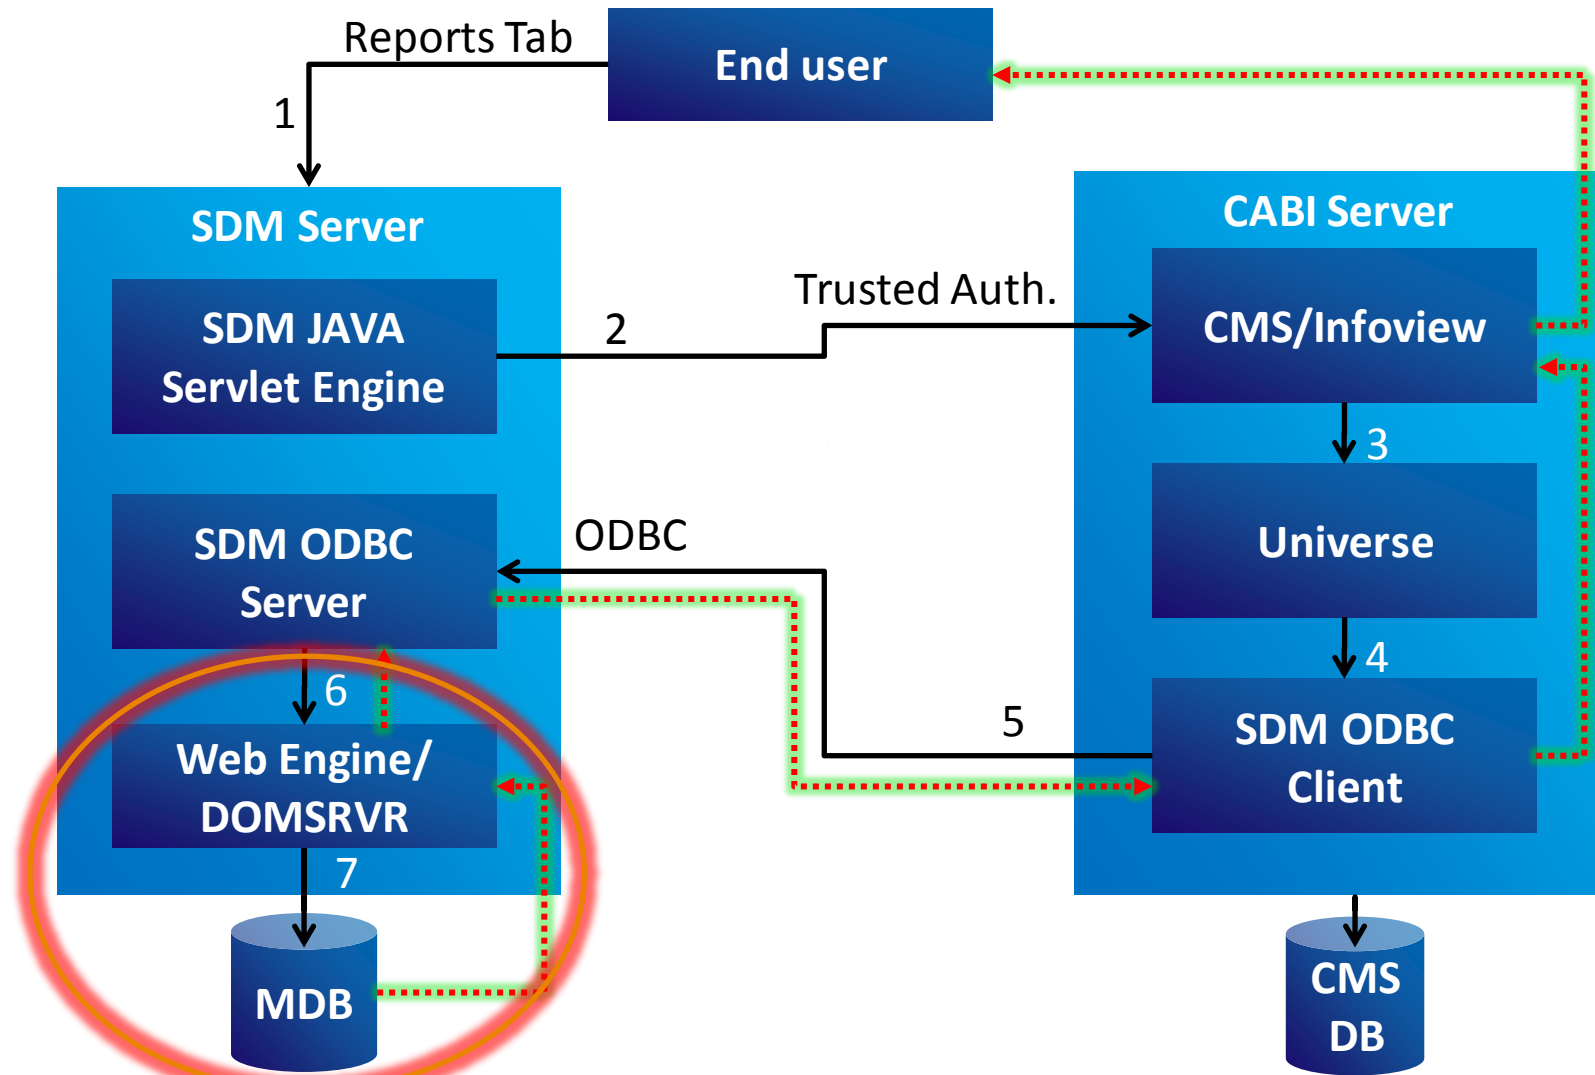 Reports Tab
End user
1
SDM Server
CABI Server
SDM JAVA
Servlet Engine
2
Trusted Auth.
CMS/Infoview
3
SDM ODBC
Server
ODBC
Universe
4
6
5
Web Engine/
DOMSRVR
SDM ODBC
Client
7
MDB
CMS
DB